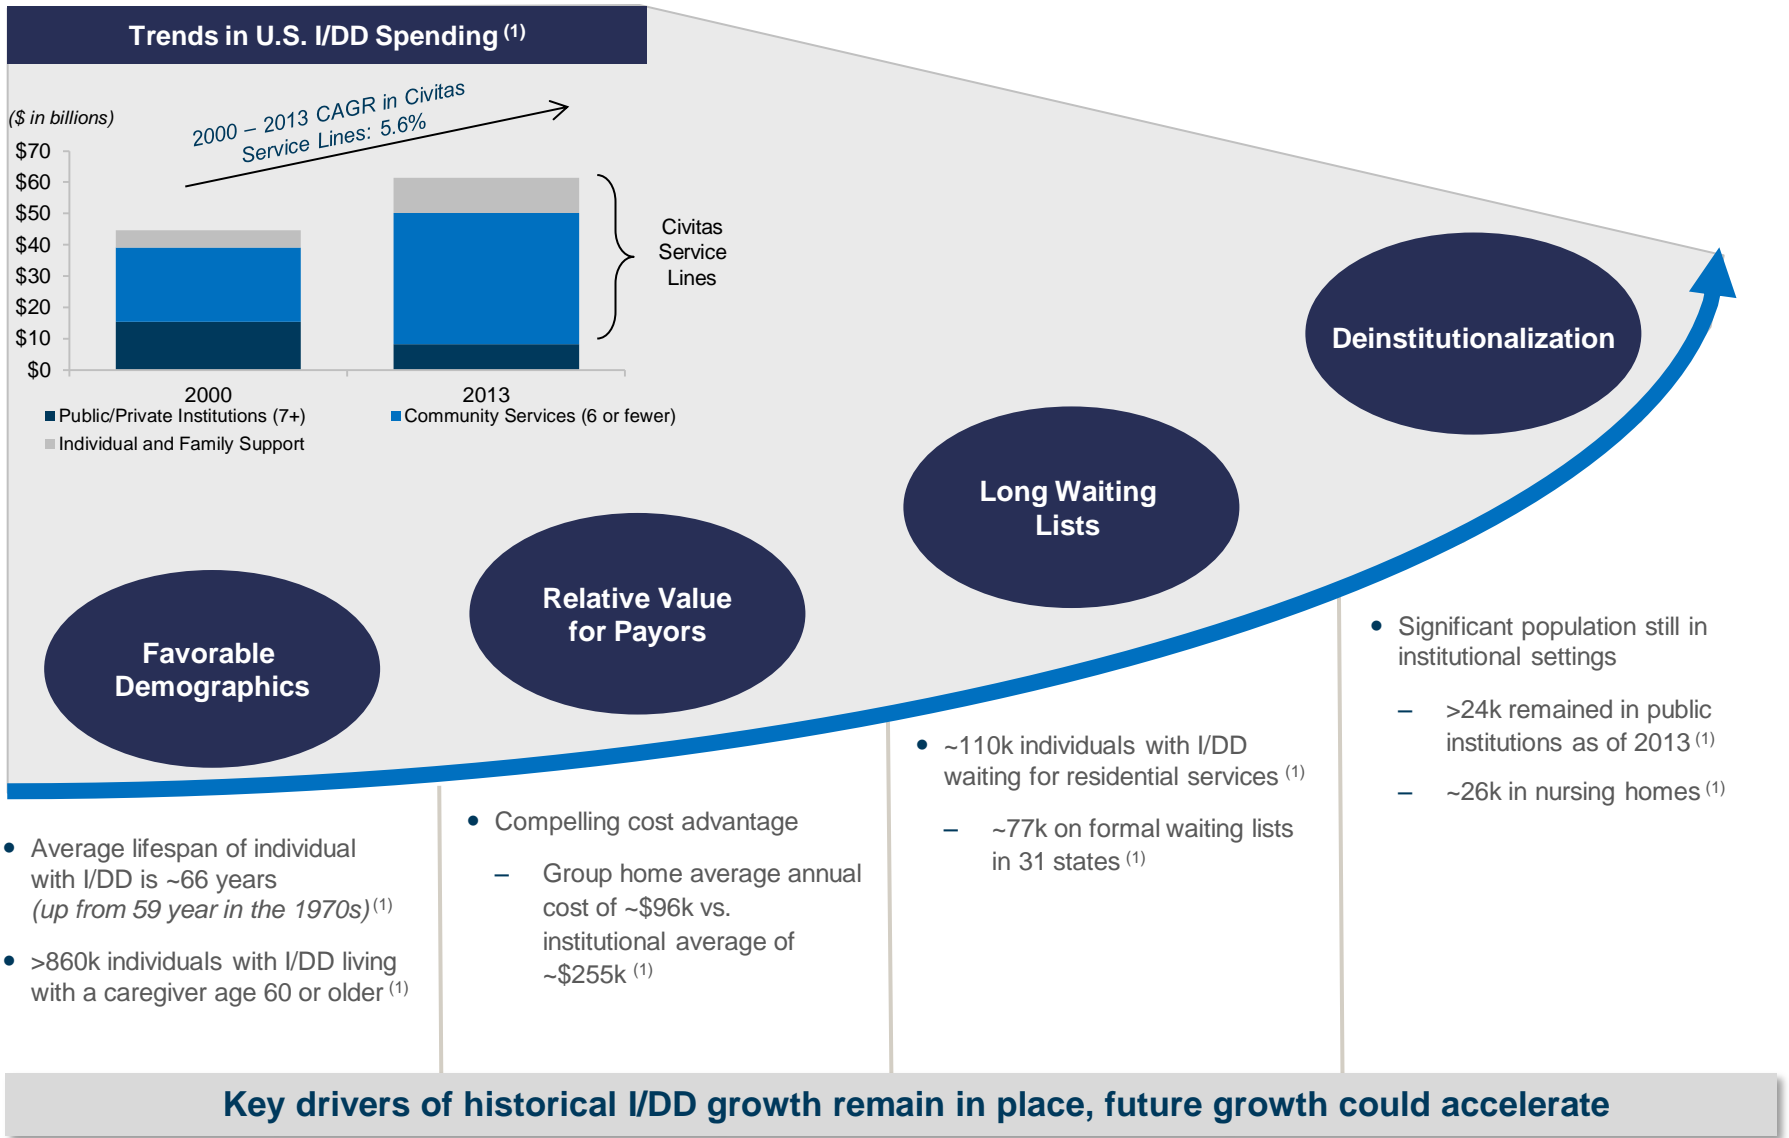 Trends in U.S. I/DD Spending (1)
($ in billions)
2000 – 2013 CAGR in Civitas
Service Lines: 5.6%
$70
$60
$50
$40
$30
$20
$10
$0
2000
2013
Civitas
Service
Lines
Public/Private Institutions (7+)
Community Services (6 or fewer)
Individual and Family Support
Favorable
Demographics
Relative Value
for Payors
Long Waiting
Lists
Deinstitutionalization
• Average lifespan of individual
with I/DD is ~66 years
(up from 59 year in the 1970s) (1)
• >860k individuals with I/DD living
with a caregiver age 60 or older (1)
• Compelling cost advantage
– Group home average annual
cost of ~$96k vs.
institutional average of
~$255k (1)
• ~110k individuals with I/DD
waiting for residential services (1)
– ~77k on formal waiting lists
in 31 states (1)
• Significant population still in
institutional settings
– >24k remained in public
institutions as of 2013 (1)
– ~26k in nursing homes (1)
Key drivers of historical I/DD growth remain in place, future growth could accelerate